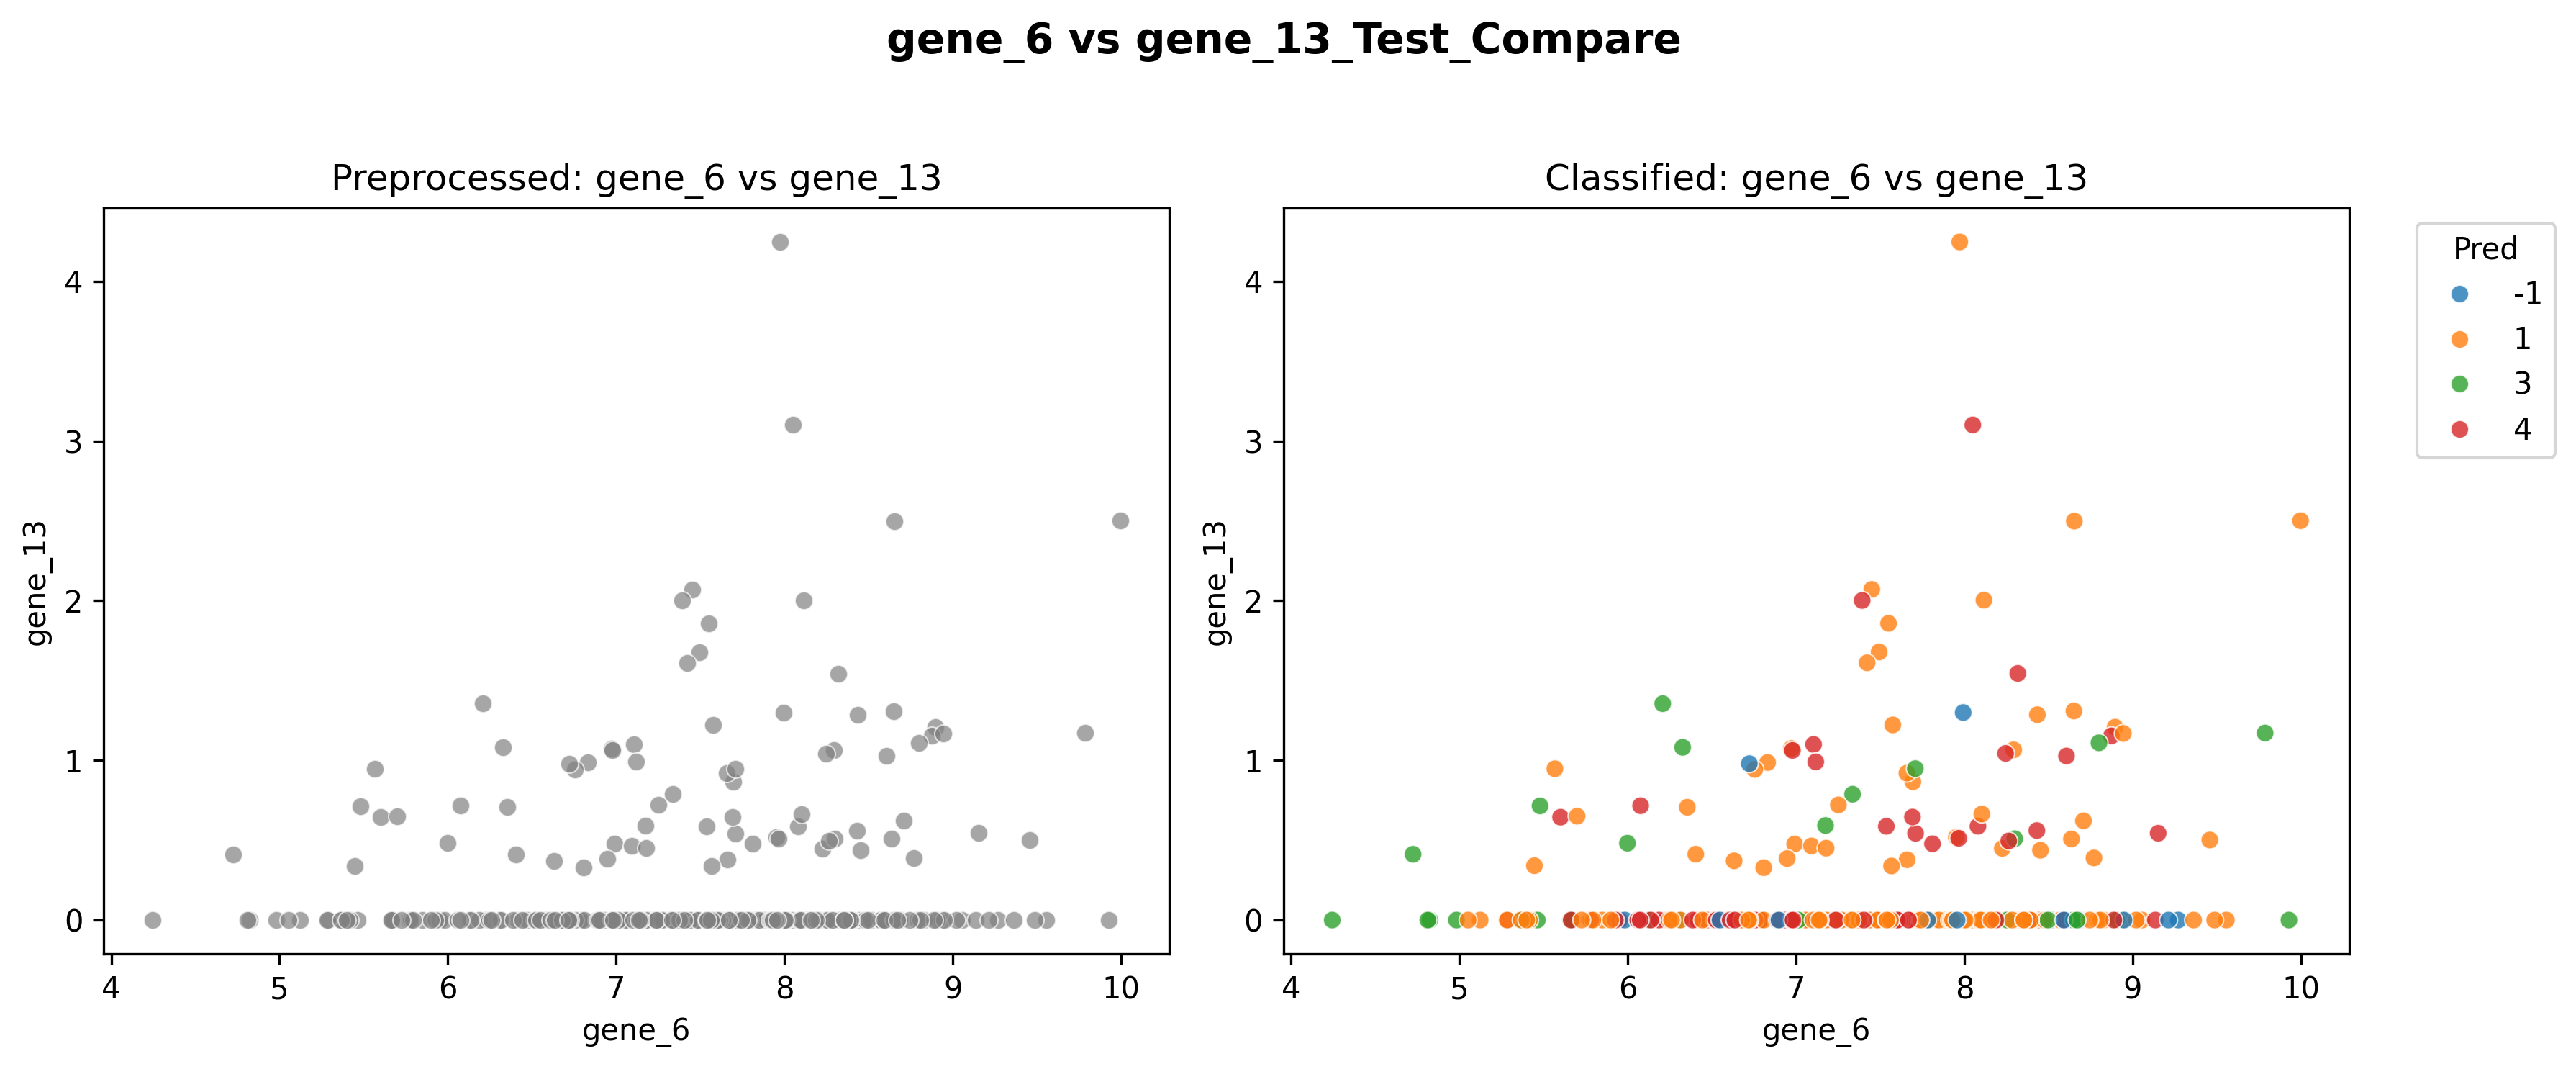 gene_6 vs gene_13_Test_Compare
Preprocessed: gene_6 vs gene_13
gene_13
4
3
2
1
0
4 5 6 7 8 9 10
gene_6
Classified: gene_6 vs gene_13
gene_13
4
3
2
1
0
4 5 6 7 8 9 10
gene_6
Pred
-1
1
3
4